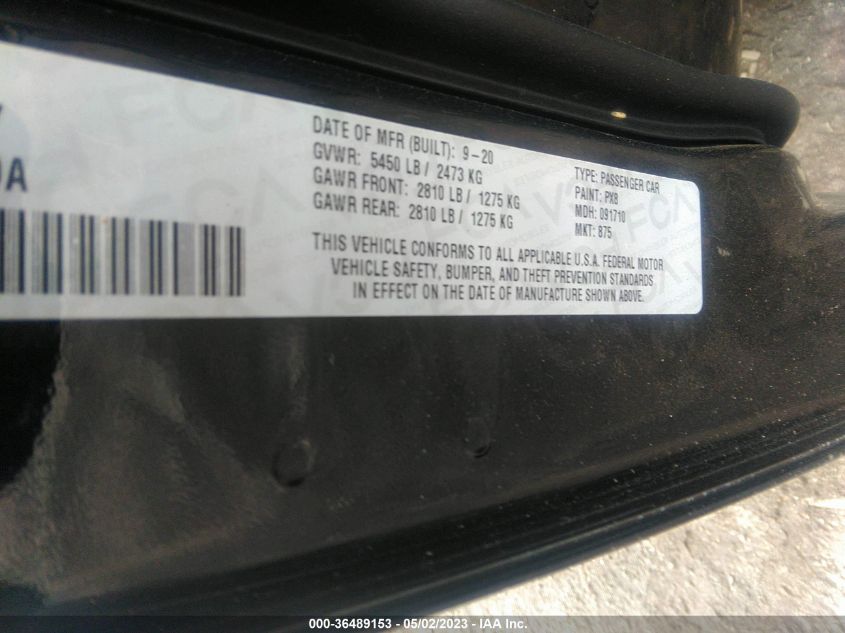 DA
DATE OF MFR (BUILT): 9-20
GVWR: 5450 LB / 2473 KG
GAWR FRONT: 2810 LB / 1275 KG
GAWR REAR: 2810 LB / 1275 KG
TYPE: PASSENGER CAR
PAINT: PX8
MDH: 091710
MKT: 875
THIS VEHICLE CONFORMS TO ALL APPLICABLE U.S.A. FEDERAL MOTOR
VEHICLE SAFETY, BUMPER, AND THEFT PREVENTION STANDARDS
IN EFFECT ON THE DATE OF MANUFACTURE SHOWN ABOVE.
000-36489153 - 05/02/2023 - IAA Inc.